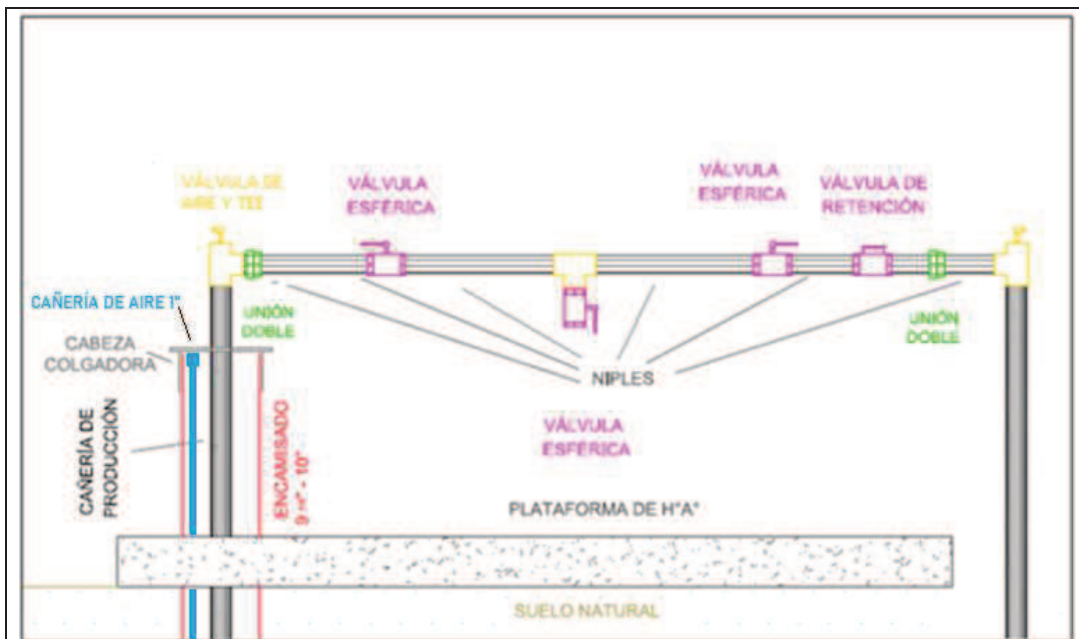 VÁLVULA DE
AIRE Y TEE
VÁLVULA
ESFÉRICA
VÁLVULA
ESFÉRICA
VÁLVULA DE
RETENCIÓN
CAÑERÍA DE AIRE 1"
UNIÓN
DOBLE
UNIÓN
DOBLE
CABEZA
COLGADORA
NIPLES
CAÑERÍA DE
PRODUCCIÓN
ENCAMISADO
- 10"
VÁLVULA
ESFÉRICA
PLATAFORMA DE H°A°
SUELO NATURAL